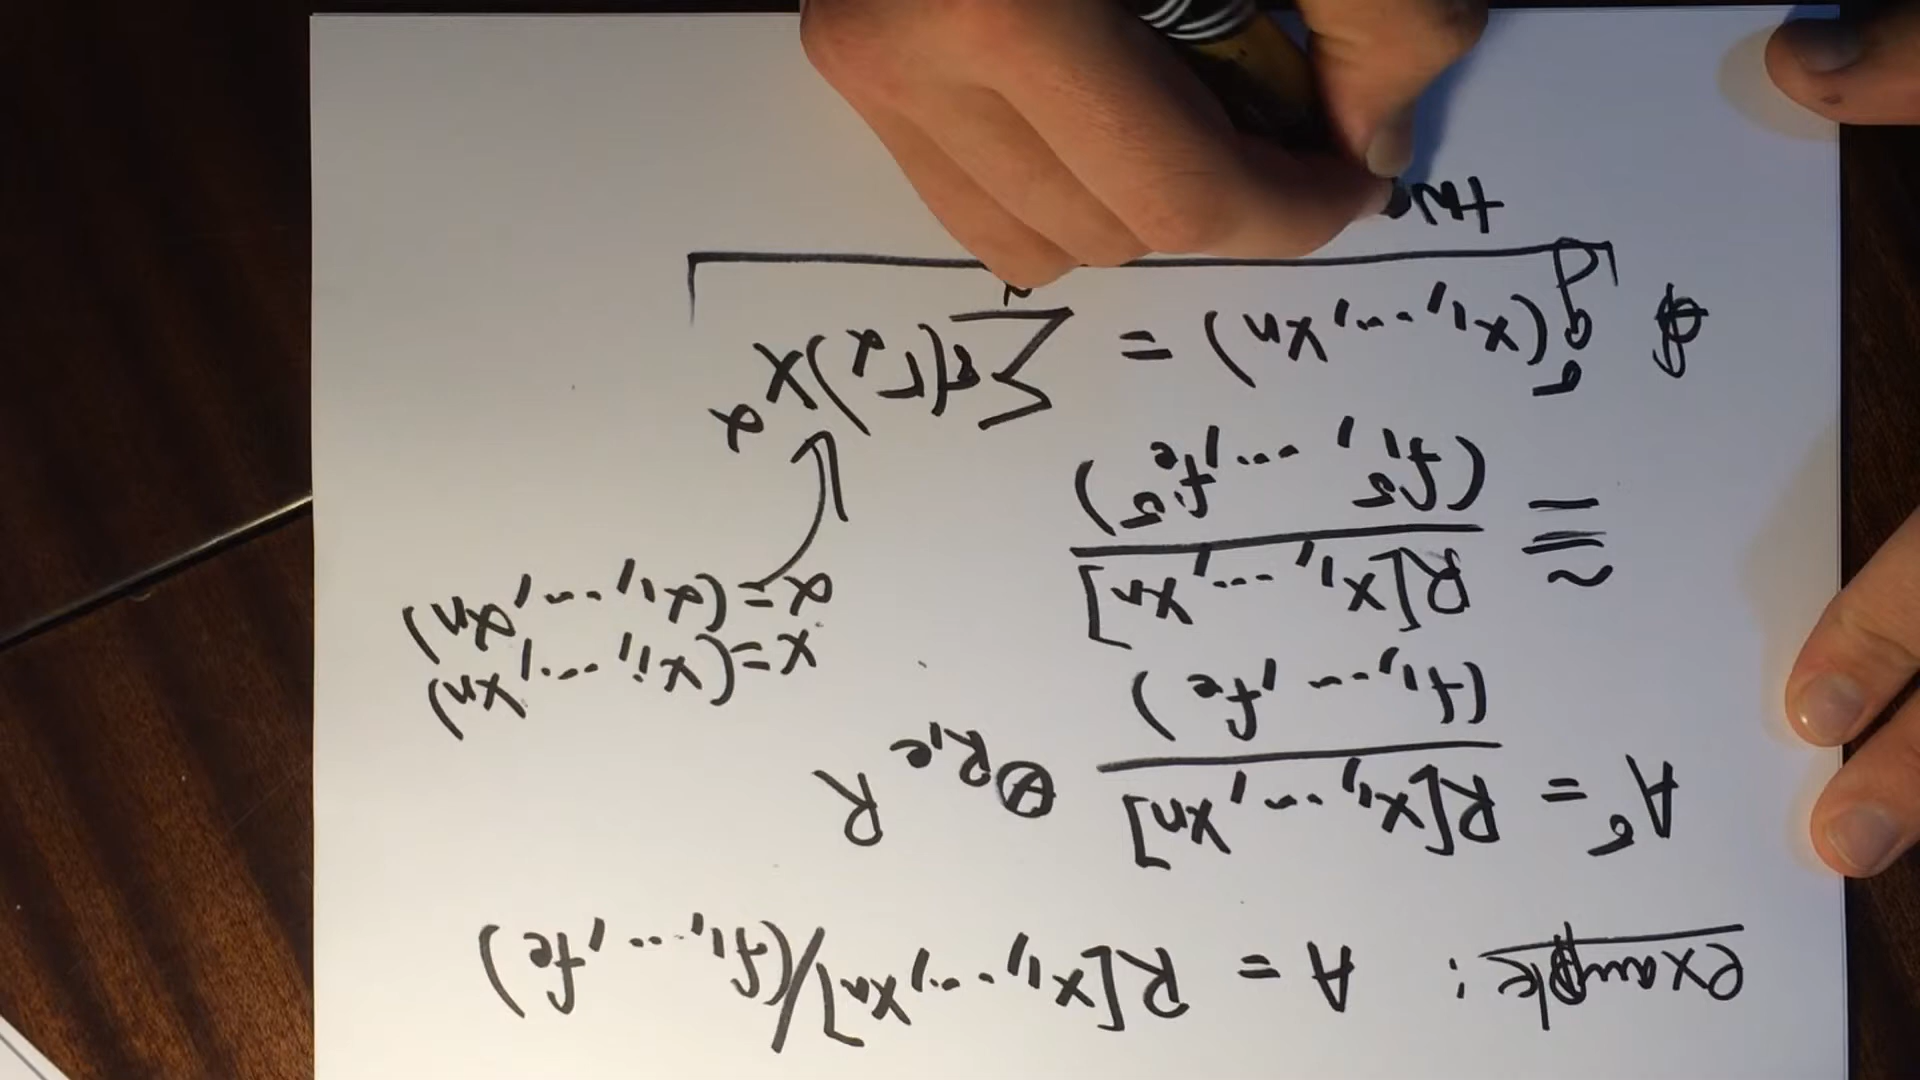 example: A = R[x1, ..., xn]/(f1, ..., fe)
A^σ = R[x1, ..., xn]/(f1, ..., fe) ⊗R,σ R
≅ R[x1, ..., xn]/(f1^σ, ..., fe^σ)
x = (x1, ..., xn)
α = (α1, ..., αn)
g^σ(x1, ..., xn) = Σ σ(rα)x^α